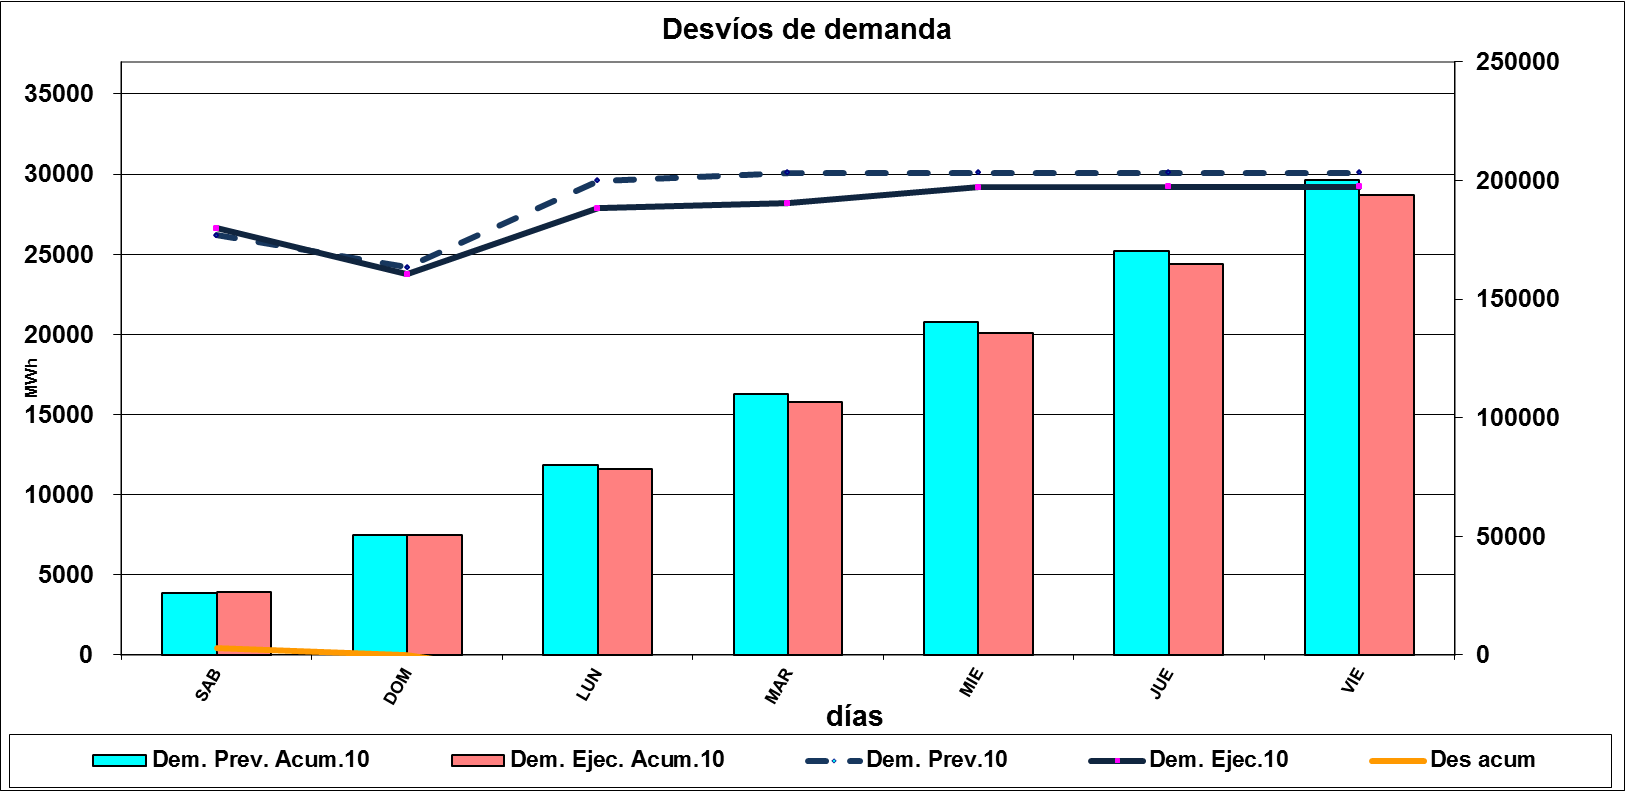 Desvíos de demanda
35000
30000
25000
20000
15000
10000
5000
0
MWh
250000
200000
150000
100000
50000
0
SAB
DOM
LUN
MAR
MIE
JUE
VIE
días
Dem. Prev. Acum.10
Dem. Ejec. Acum.10
Dem. Prev.10
Dem. Ejec.10
Des acum